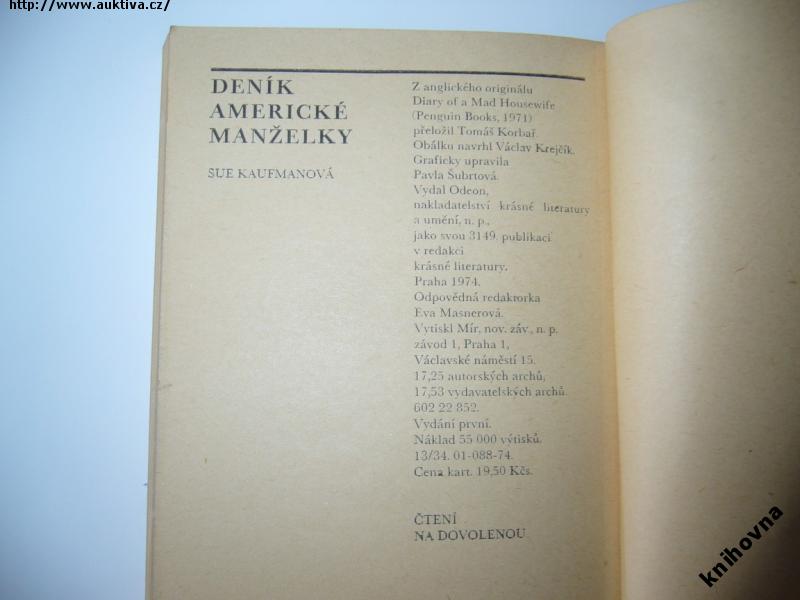 http://www.auktiva.cz/
DENÍK
AMERICKÉ
MANŽELKY
SUE KAUFMANOVÁ
Z anglického originálu
Diary of a Mad Housewife
(Penguin Books, 1971)
přeložil Tomáš Korbař.
Obálku navrhl Václav Krejčík.
Graficky upravila
Pavla Šubrtová.
Vydal Odeon,
nakladatelství krásné literatury
a umění, n. p.,
jako svou 3149. publikaci
v redakci
krásné literatury.
Praha 1974.
Odpovědná redaktorka
Eva Masnerová.
Vytiskl Mír, nov. záv., n. p.
závod 1, Praha 1,
Václavské náměstí 15.
17,25 autorských archů,
17,53 vydavatelských archů.
602 22 852.
Vydání první.
Náklad 55 000 výtisků.
13/34. 01-088-74.
Cena kart. 19,50 Kčs.
ČTENÍ
NA DOVOLENOU
knihovna